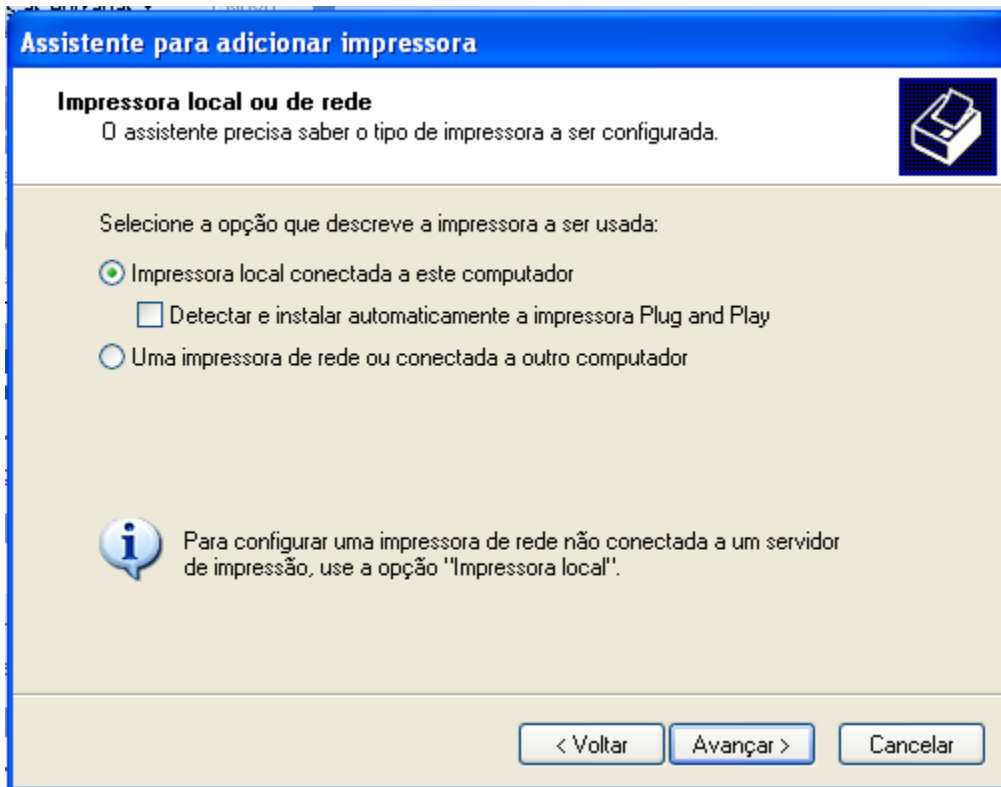 Assistente para adicionar impressora
Impressora local ou de rede
O assistente precisa saber o tipo de impressora a ser configurada.
Selecione a opção que descreve a impressora a ser usada:
Impressora local conectada a este computador
Detectar e instalar automaticamente a impressora Plug and Play
Uma impressora de rede ou conectada a outro computador
Para configurar uma impressora de rede não conectada a um servidor
de impressão, use a opção "Impressora local".
< Voltar
Avançar >
Cancelar